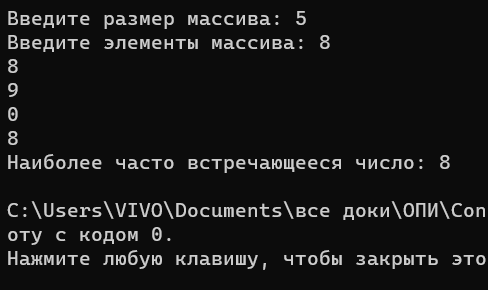 Введите размер массива: 5
Введите элементы массива: 8
8
9
0
8
Наиболее часто встречающееся число: 8
C:\Users\VIVO\Documents\все доки\ОПИ\Con
оту с кодом 0.
Нажмите любую клавишу, чтобы закрыть это